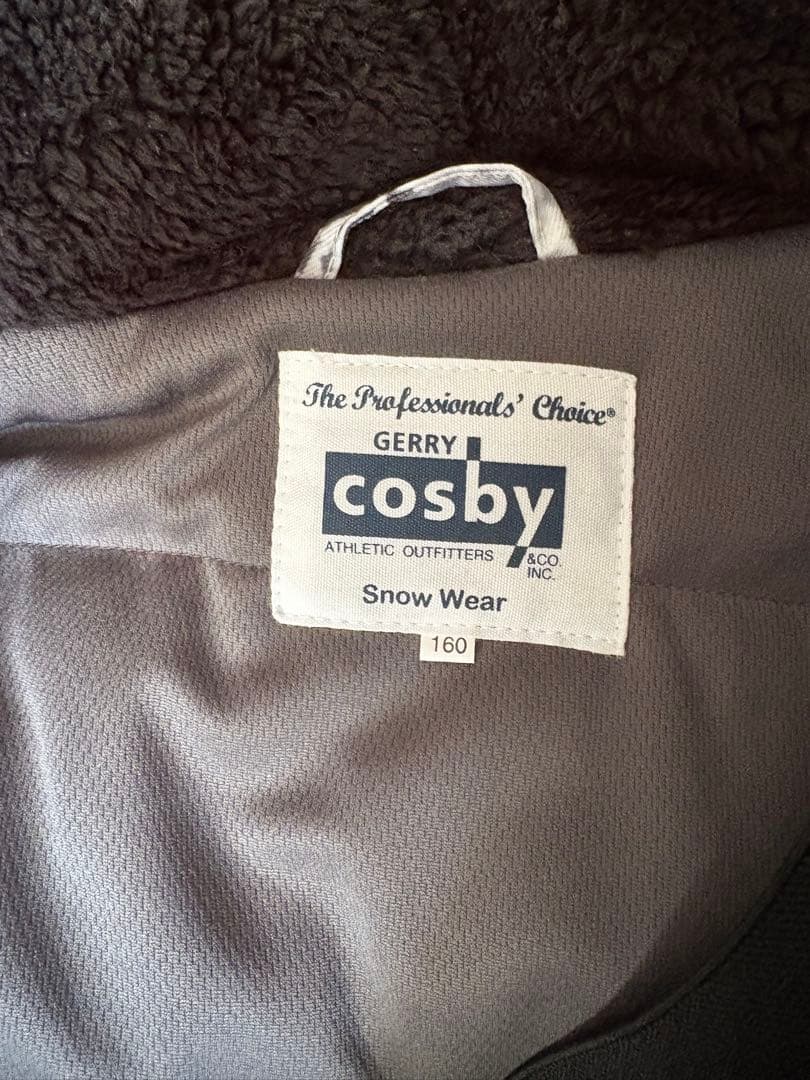 The Professionals' Choice®
GERRY
cosby
ATHLETIC OUTFITTERS &CO.
INC.
Snow Wear
160